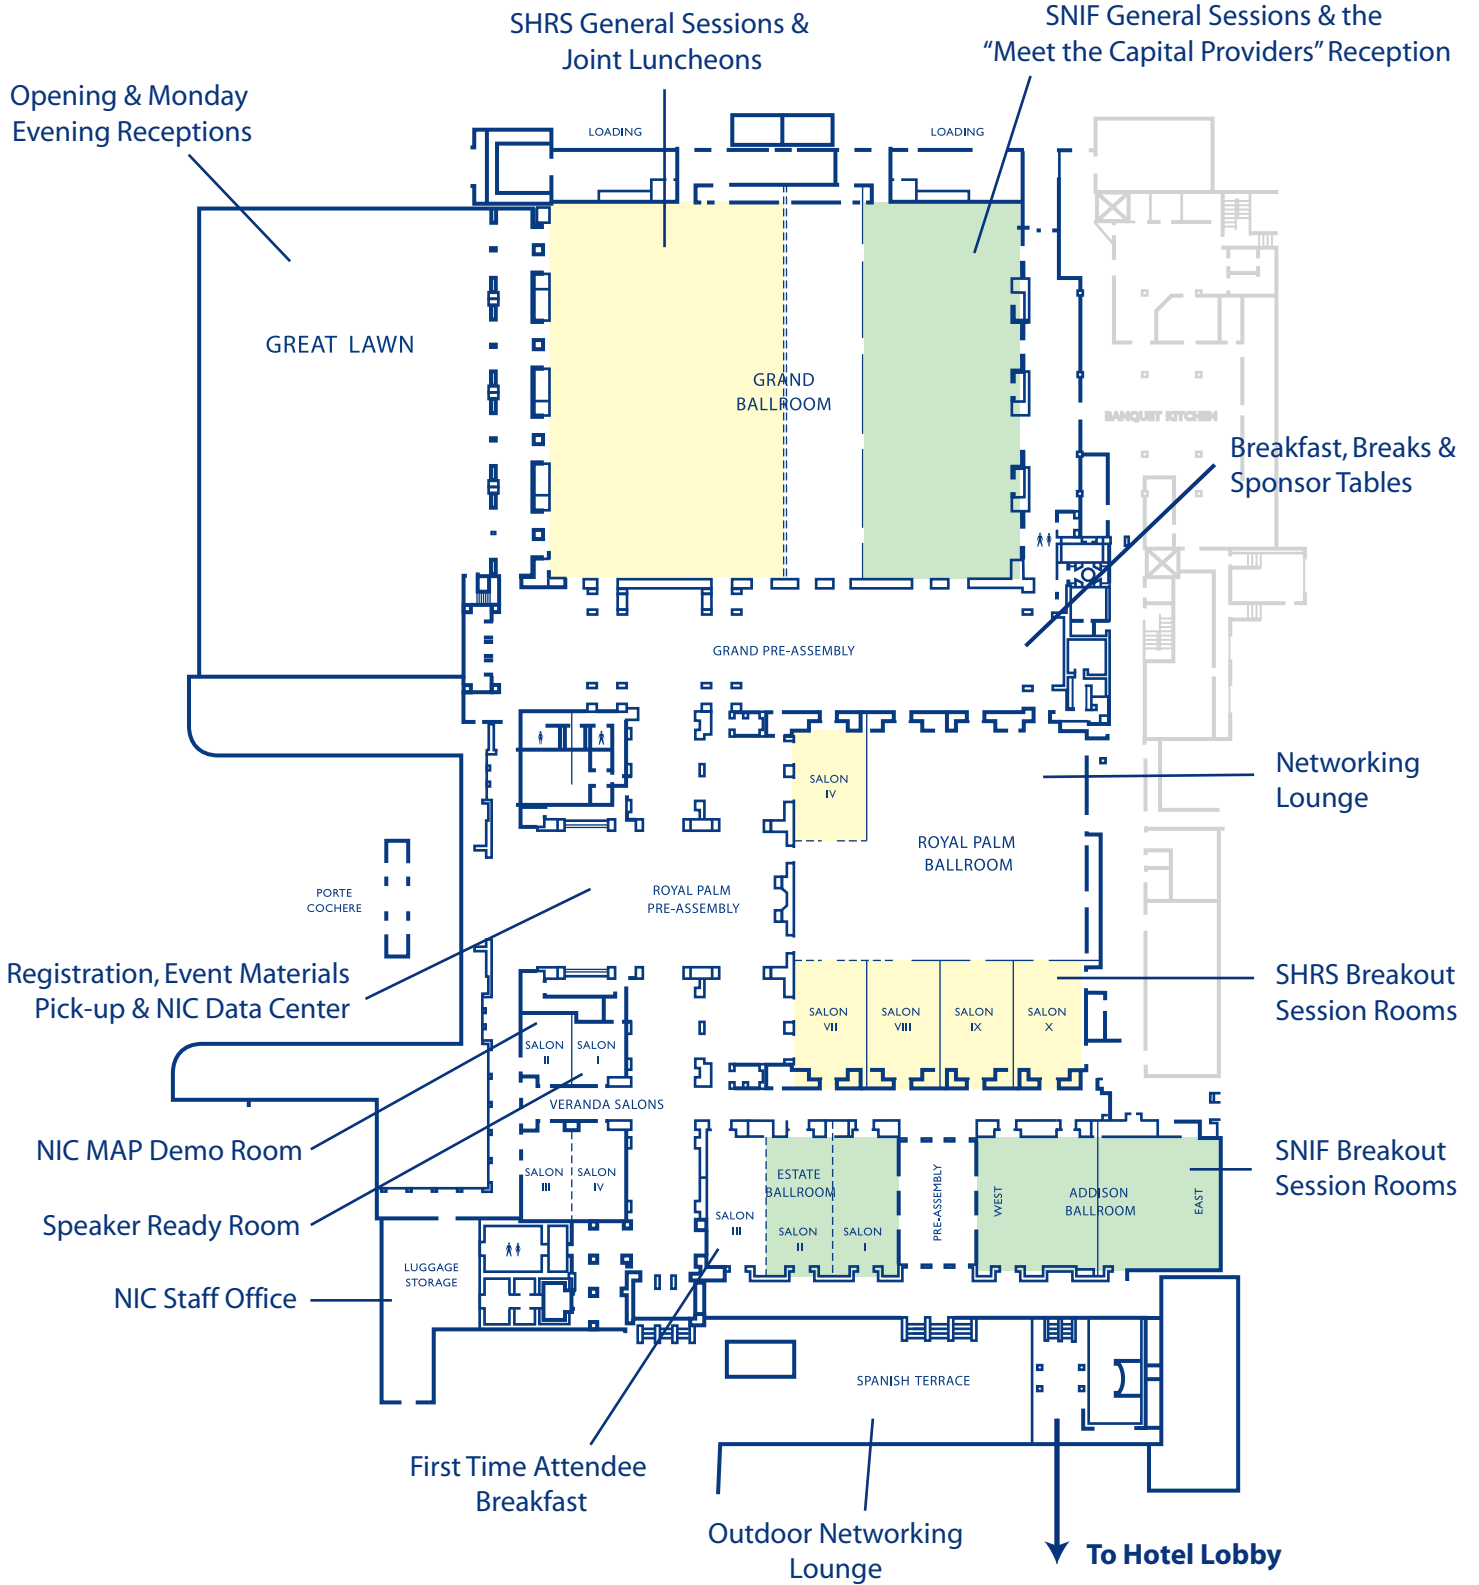 SHRS General Sessions &
Joint Luncheons
SNIF General Sessions & the
“Meet the Capital Providers” Reception
Opening & Monday
Evening Receptions
LOADING
LOADING
GREAT LAWN
GRAND
BALLROOM
BANQUET KITCHEN
Breakfast, Breaks &
Sponsor Tables
GRAND PRE-ASSEMBLY
SALON
IV
Networking
Lounge
ROYAL PALM
BALLROOM
PORTE
COCHERE
ROYAL PALM
PRE-ASSEMBLY
Registration, Event Materials
Pick-up & NIC Data Center
SHRS Breakout
Session Rooms
SALON
VII
SALON
VIII
SALON
IX
SALON
X
SALON
II
SALON
I
VERANDA SALONS
NIC MAP Demo Room
SALON
III
SALON
IV
SNIF Breakout
Session Rooms
ESTATE
BALLROOM
SALON
III
SALON
II
SALON
I
PRE-ASSEMBLY
WEST
ADDISON
BALLROOM
EAST
Speaker Ready Room
LUGGAGE
STORAGE
NIC Staff Office
SPANISH TERRACE
First Time Attendee
Breakfast
Outdoor Networking
Lounge
To Hotel Lobby